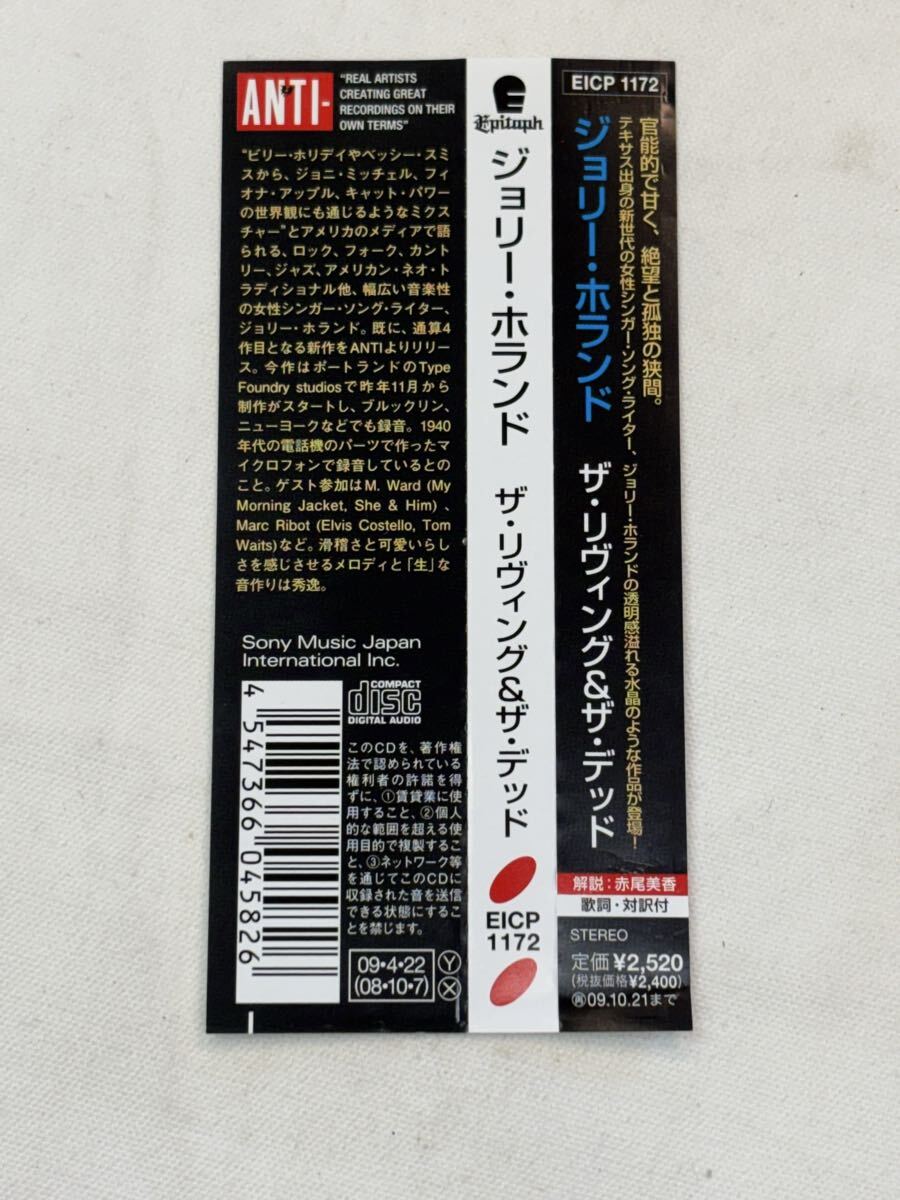 ANTI-
"REAL ARTISTS
CREATING GREAT
RECORDINGS ON THEIR
OWN TERMS"
"ビリー・ホリデイやベッシー・スミ
スから、ジョニ・ミッチェル、フィ
オナ・アップル、キャット・パワー
の世界観にも通じるようなミクス
チャー"とアメリカのメディアで語
られる、ロック、フォーク、カント
リー、ジャズ、アメリカン・ネオ・ト
ラディショナル他、幅広い音楽性
の女性シンガー・ソング・ライター、
ジョリー・ホランド。既に、通算4
作目となる新作をANTIよりリリー
ス。今作はポートランドのType
Foundry studiosで昨年11月から
制作がスタートし、ブルックリン、
ニューヨークなどでも録音。1940
年代の電話機のパーツで作ったマ
イクロフォンで録音しているとの
こと。ゲスト参加はM. Ward (My
Morning Jacket, She & Him) 、
Marc Ribot (Elvis Costello, Tom
Waits)など。滑稽さと可愛いらし
さを感じさせるメロディと「生」な
音作りは秀逸。
Sony Music Japan
International Inc.
4 547366 045826
COMPACT
disc
DIGITAL AUDIO
このCDを、著作権
法で認められている
権利者の許諾を得
ずに、①賃貸業に使
用すること、②個人
的な範囲を超える使
用目的で複製するこ
と、③ネットワーク等
を通じてこのCDに
収録された音を送信
できる状態にするこ
とを禁じます。
09・4・22
(08・10・7)
Y
X
Epitaph
ジョリー・ホランド ザ・リヴィング&ザ・デッド
EICP
1172
EICP 1172
官能的で甘く、絶望と孤独の狭間。
テキサス出身の新世代の女性シンガー・ソング・ライター、ジョリー・ホランドの透明感溢れる水晶のような作品が登場!
ジョリー・ホランド ザ・リヴィング&ザ・デッド
解説:赤尾美香
歌詞・対訳付
STEREO
定価 ¥2,520
(税抜価格¥2,400)
㋐09.10.21まで